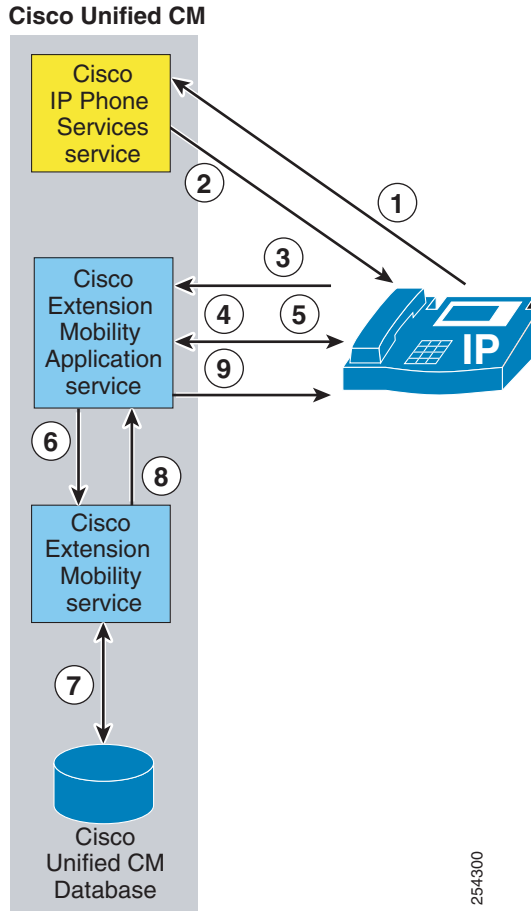 Cisco Unified CM
Cisco
IP Phone
Services
service
1
2
3
Cisco
Extension
Mobility
Application
service
4
5
9
IP
6
8
Cisco
Extension
Mobility
service
7
Cisco
Unified CM
Database
254300